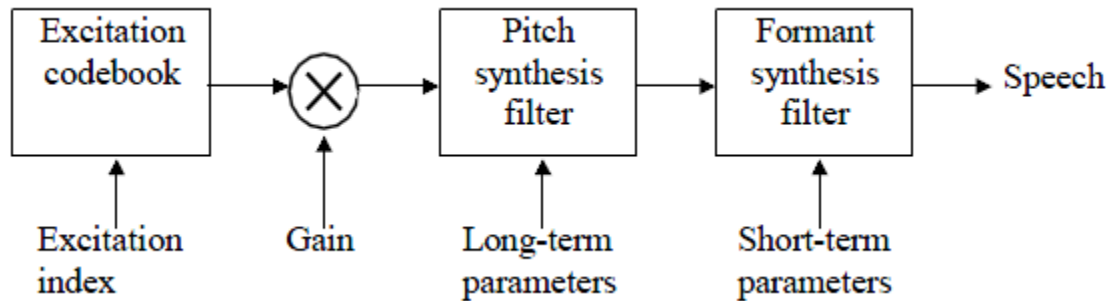 Excitation
codebook
Pitch
synthesis
filter
Formant
synthesis
filter
Speech
Excitation
index
Gain
Long-term
parameters
Short-term
parameters